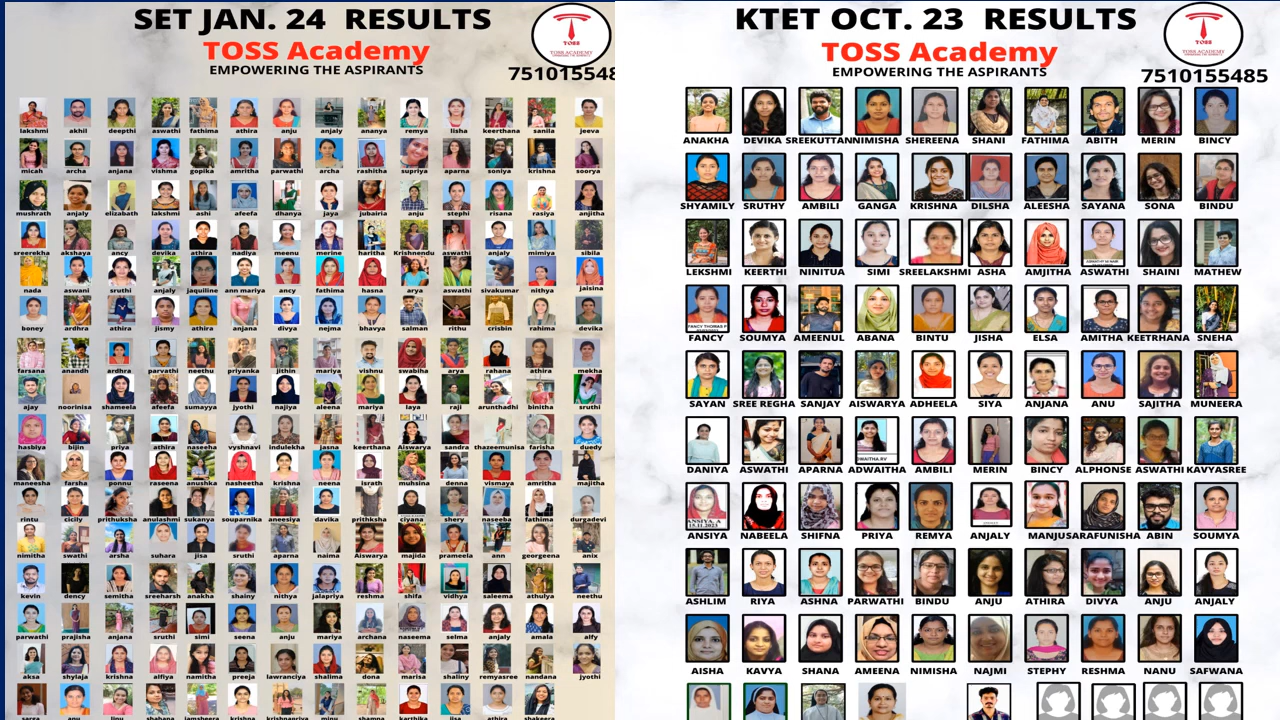 SET JAN. 24 RESULTS
TOSS Academy
EMPOWERING THE ASPIRANTS
TOSS
TOSS ACADEMY
75101554
lakshmi akhil deepthi aswathi fathima athira anju anjaly ananya remya lisha keerthana sanila jeeva
micah archa anjana vishma gopika amritha parwathi archa rashitha supriya aparna soniya krishna soorya
mushrath anjaly elizabath lakshmi ashi afeefa dhanya jaya jubairia anju stephi risana rasiya anjitha
sreerekha akshaya ancy devika athira nadiya meenu merine haritha Krishnendu aswathi anjaly mimiya sibila
nada aswani sruthi anjaly jaquiline ann mariya ancy fathima hasna arya aswathi sivakumar nithya jaisina
boney ardhra athira jismy athira anjana divya nejma bhavya salman rithu crisbin rahima devika
farsana anandh ardhra parvathi neethu priyanka jithin mariya vishnu swabiha arya rahana athira mekha
ajay noorinisa shameela afeefa sumayya jyothi najiya aleena mariya laya raji arunthadhi binitha sruthi
hasbiya bijin priya athira naseeha vyshnavi indulekha jasna keerthana Aiswarya sandra thazeemunisa farisha duedy
maneesha farsha ponnu raseena anushka nasheetha krishna neena israth muhsina denna vismaya amritha majitha
rintu cicily prithuksha anulashmi sukanya souparnika aneesiya davika prithksha ciyana shery naseeba fathima durgadevi
nimitha swathi arsha suhara jisa sruthi aparna naima Aiswarya majida prameela ann georgeena anix
kevin dency semitha sreeharsh anakha shainy nithya jalapriya reshma shifa vidhya saleema athulya neethu
parwathi prajisha anjana sruthi simi seena anju mariya archana naseema selma anjaly amala alfy
aksa shylaja krishna alfiya namitha preeja lawranciya shalima dona marisa shaliny remyasree nandana jyothi
KTET OCT. 23 RESULTS
TOSS Academy
EMPOWERING THE ASPIRANTS
TOSS
TOSS ACADEMY
7510155485
ANAKHA DEVIKA SREEKUTTAN NIMISHA SHEREENA SHANI FATHIMA ABITH MERIN BINCY
SHYAMILY SRUTHY AMBILI GANGA KRISHNA DILSHA ALEESHA SAYANA SONA BINDU
LEKSHMI KEERTHI NINITUA SIMI SREELAKSHMI ASHA AMJITHA ASWATHI SHAINI MATHEW
FANCY SOUMYA AMEENUL ABANA BINTU JISHA ELSA AMITHA KEETRHANA SNEHA
SAYAN SREE REGHA SANJAY AISWARYA ADHEELA SIYA ANJANA ANU SAJITHA MUNEERA
DANIYA ASWATHI APARNA ADWAITHA AMBILI MERIN BINCY ALPHONSE ASWATHI KAVYASREE
ANSIYA. A
15.11.2023
ANSIYA NABEELA SHIFNA PRIYA REMYA ANJALY MANJUSA RAFUNISHA ABIN SOUMYA
ASHLIM RIYA ASHNA PARWATHI BINDU ANJU ATHIRA DIVYA ANJU ANJALY
AISHA KAVYA SHANA AMEENA NIMISHA NAJMI STEPHY RESHMA NANU SAFWANA